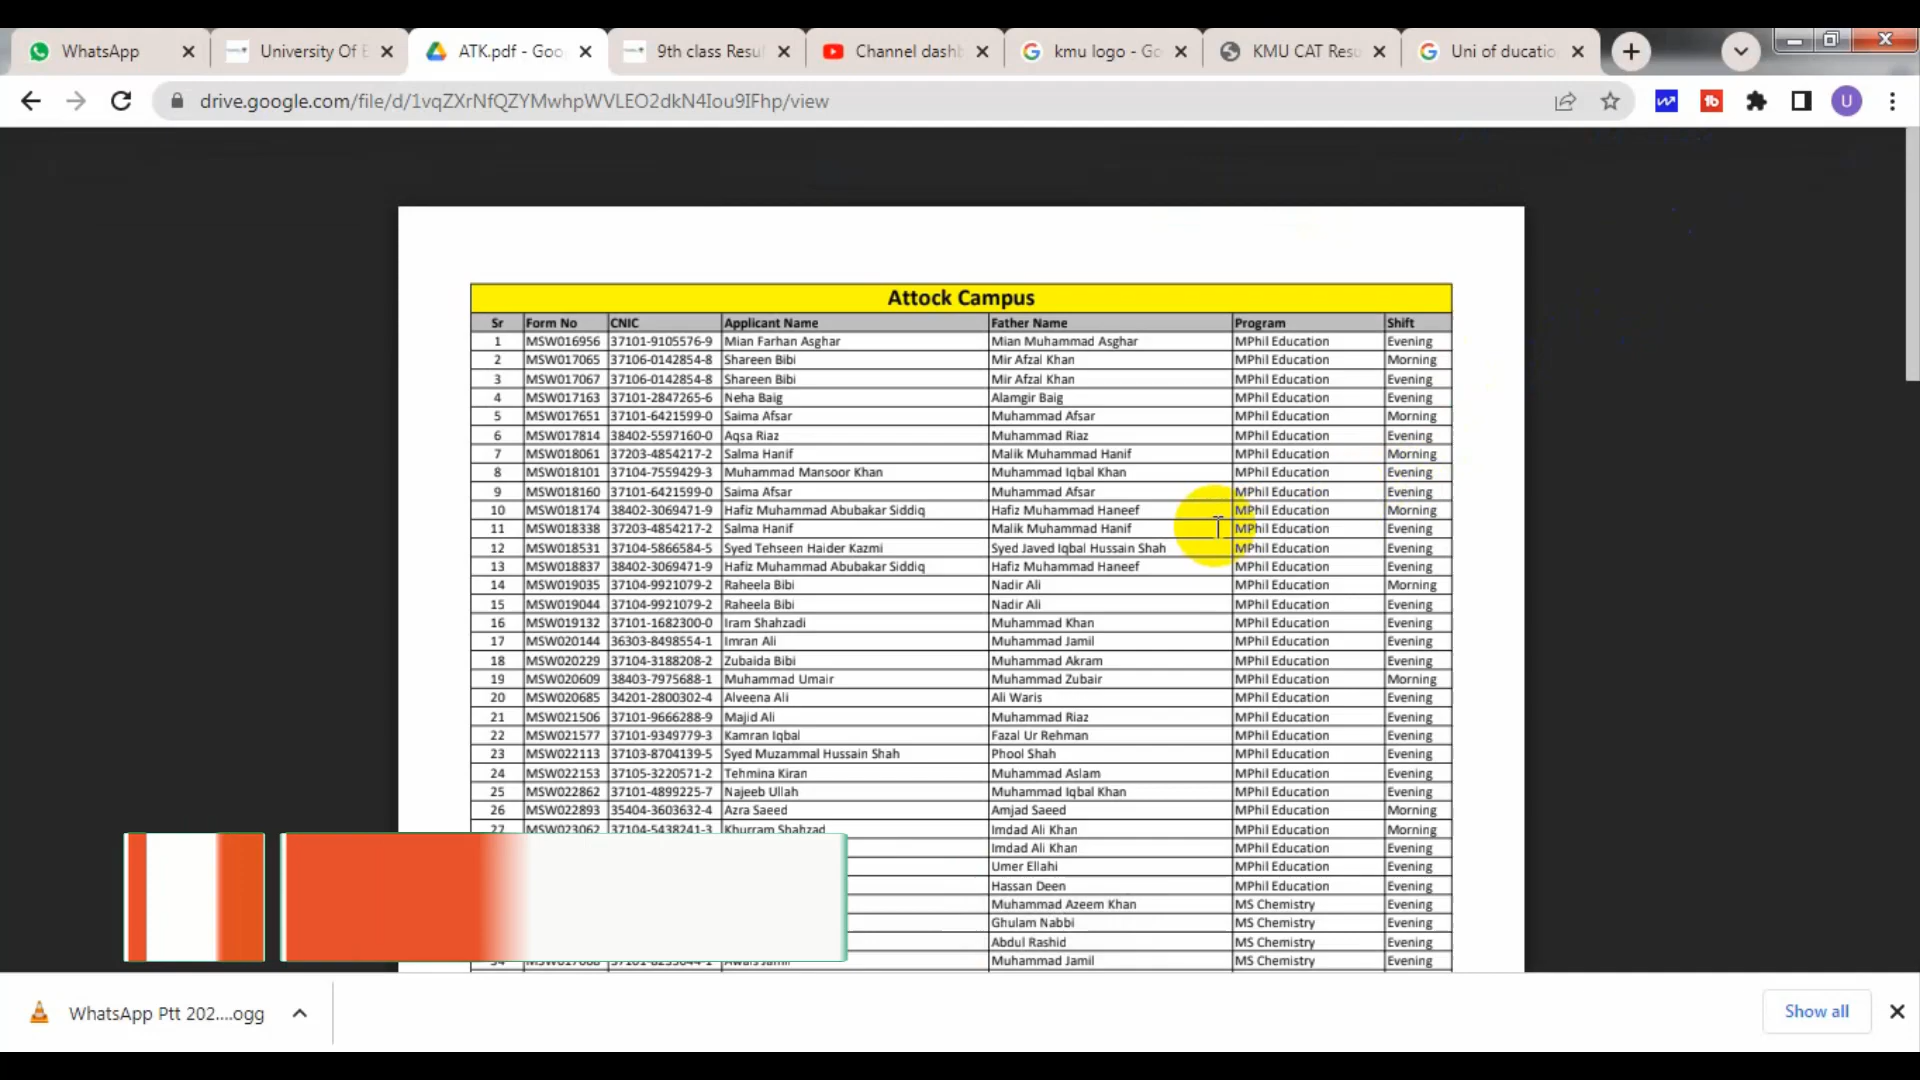 WhatsApp
University Of E
ATK.pdf - Goo
9th class Resu
Channel dashb
kmu logo - Go
KMU CAT Resu
Uni of ducatio
drive.google.com/file/d/1vqZXrNfQZYMwhpWVLEO2dkN4Iou9IFhp/view
U
Attock Campus
Sr Form No CNIC Applicant Name Father Name Program Shift
1 MSW016956 37101-9105576-9 Mian Farhan Asghar Mian Muhammad Asghar MPhil Education Evening
2 MSW017065 37106-0142854-8 Shareen Bibi Mir Afzal Khan MPhil Education Morning
3 MSW017067 37106-0142854-8 Shareen Bibi Mir Afzal Khan MPhil Education Evening
4 MSW017163 37101-2847265-6 Neha Baig Alamgir Baig MPhil Education Evening
5 MSW017651 37101-6421599-0 Saima Afsar Muhammad Afsar MPhil Education Morning
6 MSW017814 38402-5597160-0 Aqsa Riaz Muhammad Riaz MPhil Education Evening
7 MSW018061 37203-4854217-2 Salma Hanif Malik Muhammad Hanif MPhil Education Morning
8 MSW018101 37104-7559429-3 Muhammad Mansoor Khan Muhammad Iqbal Khan MPhil Education Evening
9 MSW018160 37101-6421599-0 Saima Afsar Muhammad Afsar MPhil Education Evening
10 MSW018174 38402-3069471-9 Hafiz Muhammad Abubakar Siddiq Hafiz Muhammad Haneef MPhil Education Morning
11 MSW018338 37203-4854217-2 Salma Hanif Malik Muhammad Hanif MPhil Education Evening
12 MSW018531 37104-5866584-5 Syed Tehseen Haider Kazmi Syed Javed Iqbal Hussain Shah MPhil Education Evening
13 MSW018837 38402-3069471-9 Hafiz Muhammad Abubakar Siddiq Hafiz Muhammad Haneef MPhil Education Evening
14 MSW019035 37104-9921079-2 Raheela Bibi Nadir Ali MPhil Education Morning
15 MSW019044 37104-9921079-2 Raheela Bibi Nadir Ali MPhil Education Evening
16 MSW019132 37101-1682300-0 Iram Shahzadi Muhammad Khan MPhil Education Evening
17 MSW020144 36303-8498554-1 Imran Ali Muhammad Jamil MPhil Education Evening
18 MSW020229 37104-3188208-2 Zubaida Bibi Muhammad Akram MPhil Education Evening
19 MSW020609 38403-7975688-1 Muhammad Umair Muhammad Zubair MPhil Education Morning
20 MSW020685 34201-2800302-4 Alveena Ali Ali Waris MPhil Education Evening
21 MSW021506 37101-9666288-9 Majid Ali Muhammad Riaz MPhil Education Evening
22 MSW021577 37101-9349779-3 Kamran Iqbal Fazal Ur Rehman MPhil Education Evening
23 MSW022113 37103-8704139-5 Syed Muzammal Hussain Shah Phool Shah MPhil Education Evening
24 MSW022153 37105-3220571-2 Tehmina Kiran Muhammad Aslam MPhil Education Evening
25 MSW022862 37101-4899225-7 Najeeb Ullah Muhammad Iqbal Khan MPhil Education Evening
26 MSW022893 35404-3603632-4 Azra Saeed Amjad Saeed MPhil Education Morning
27 MSW023062 37104-5438241-3 Khurram Shahzad Imdad Ali Khan MPhil Education Morning
Imdad Ali Khan MPhil Education Evening
Umer Ellahi MPhil Education Evening
Hassan Deen MPhil Education Evening
Muhammad Azeem Khan MS Chemistry Evening
Ghulam Nabbi MS Chemistry Evening
Abdul Rashid MS Chemistry Evening
Muhammad Jamil MS Chemistry Evening
WhatsApp Ptt 202....ogg
Show all